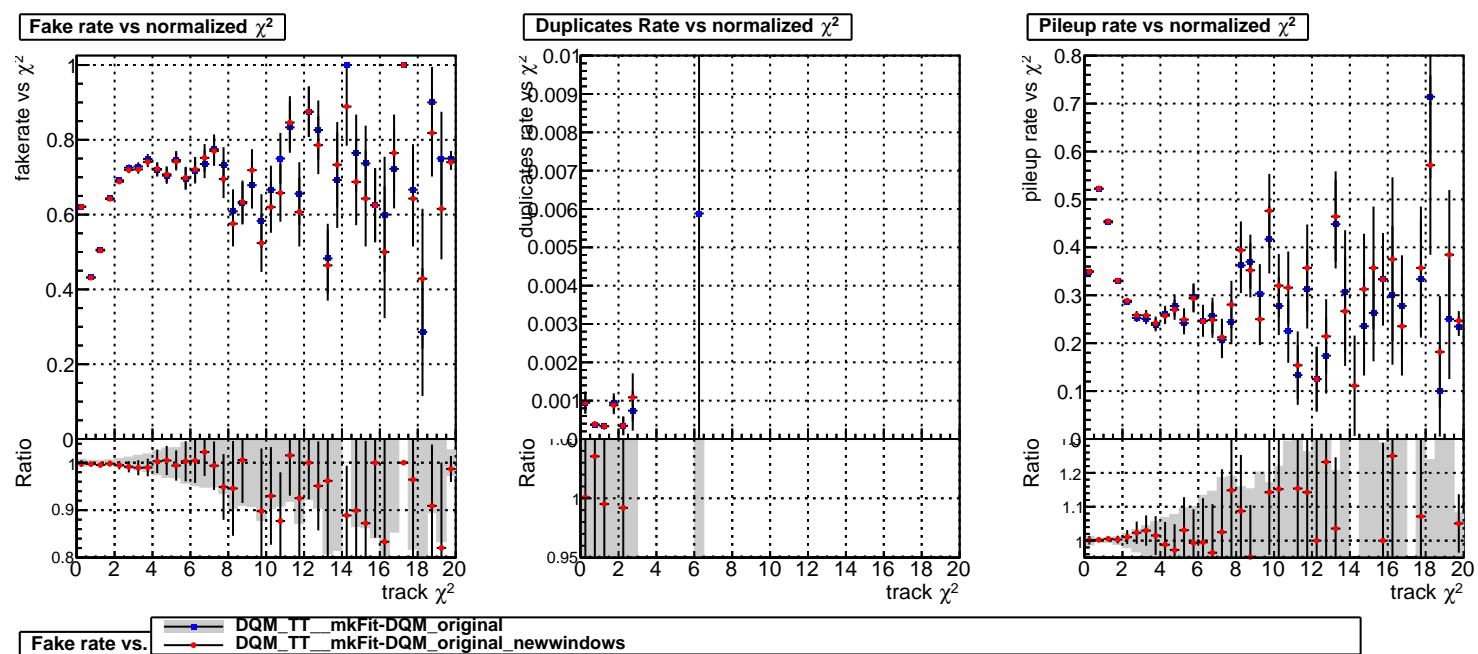 Fake rate vs normalized χ²
Duplicates Rate vs normalized χ²
Pileup rate vs normalized χ²
fakerate vs χ²
1
0.8
0.6
0.4
0.2
0
Ratio
1
0.9
0.8
0 2 4 6 8 10 12 14 16 18 20
track χ²
duplicates rate vs χ²
0.01
0.009
0.008
0.007
0.006
0.005
0.004
0.003
0.002
0.001
0
Ratio
1
0.95
0 2 4 6 8 10 12 14 16 18 20
track χ²
pileup rate vs χ²
0.8
0.7
0.6
0.5
0.4
0.3
0.2
0.1
0
Ratio
1.2
1.1
1
0 2 4 6 8 10 12 14 16 18 20
track χ²
Fake rate vs.
DQM_TT__mkFit-DQM_original
DQM_TT__mkFit-DQM_original_newwindows